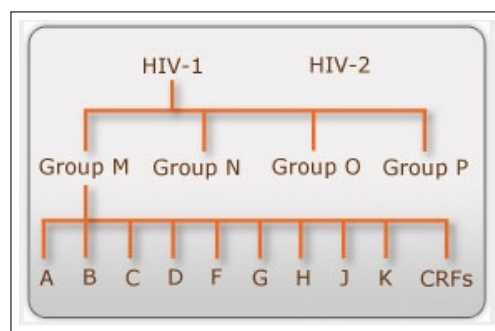 HIV-1 HIV-2
Group M Group N Group O Group P
A B C D F G H J K CRFs